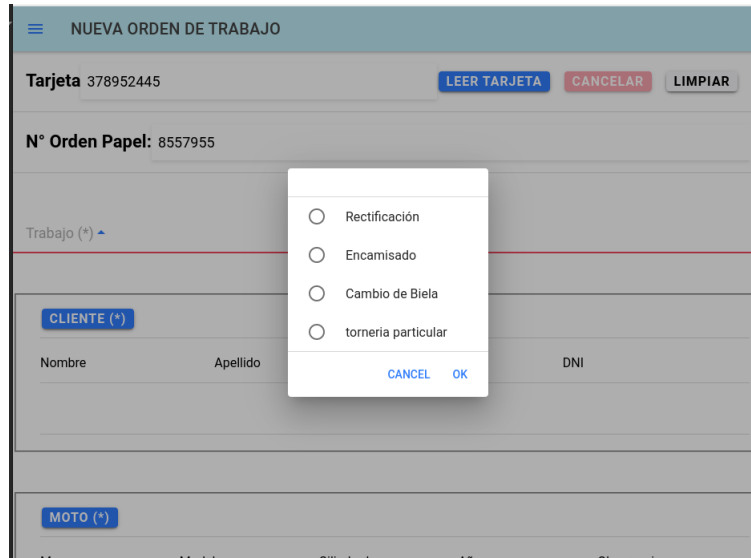 NUEVA ORDEN DE TRABAJO
Tarjeta 378952445 LEER TARJETA CANCELAR LIMPIAR
N° Orden Papel: 8557955
Trabajo (*)
Rectificación
Encamisado
Cambio de Biela
torneria particular
CANCEL OK
CLIENTE (*)
Nombre Apellido DNI
MOTO (*)